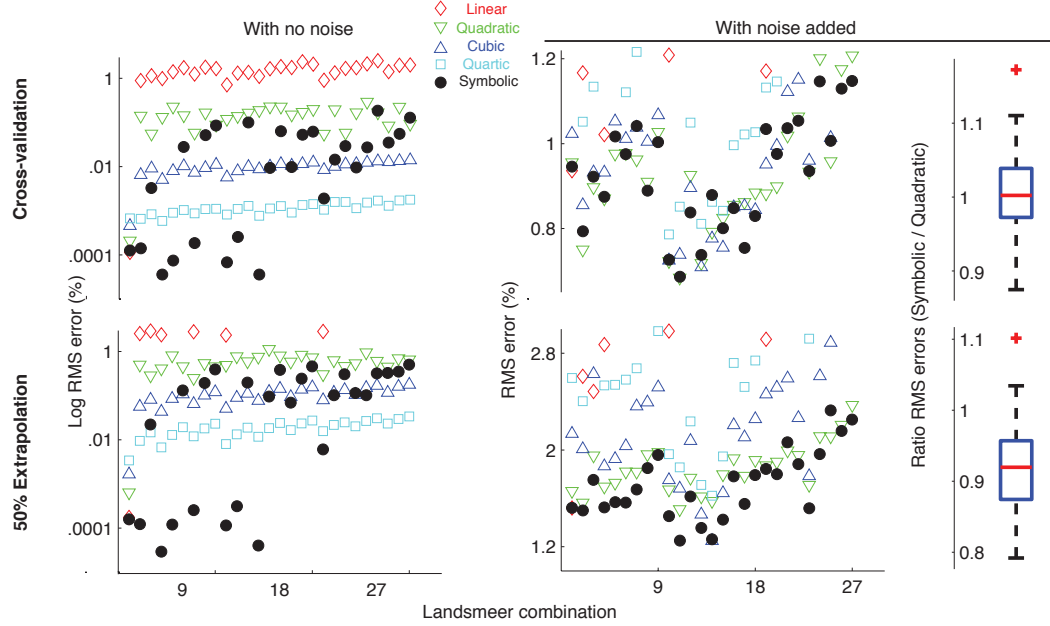 With no noise
Linear
Quadratic
Cubic
Quartic
Symbolic
With noise added
Cross-validation
50% Extrapolation
Log RMS error (%)
1
.01
.0001
1
.01
.0001
9
18
27
RMS error (%)
1.2
1
0.8
2.8
2
1.2
9
18
27
Landsmeer combination
Ratio RMS errors (Symbolic / Quadratic)
1.1
1
0.9
1.1
1
0.9
0.8